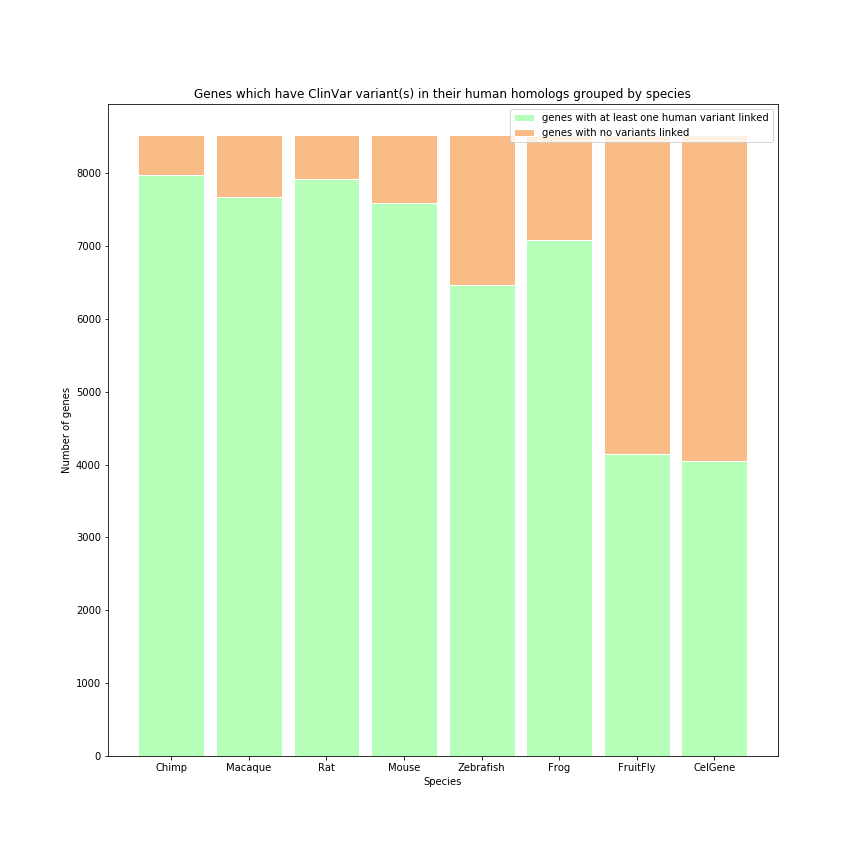 Genes which have ClinVar variant(s) in their human homologs grouped by species
genes with at least one human variant linked
genes with no variants linked
8000
7000
6000
5000
4000
3000
2000
1000
0
Number of genes
Chimp Macaque Rat Mouse Zebrafish Frog FruitFly CelGene
Species